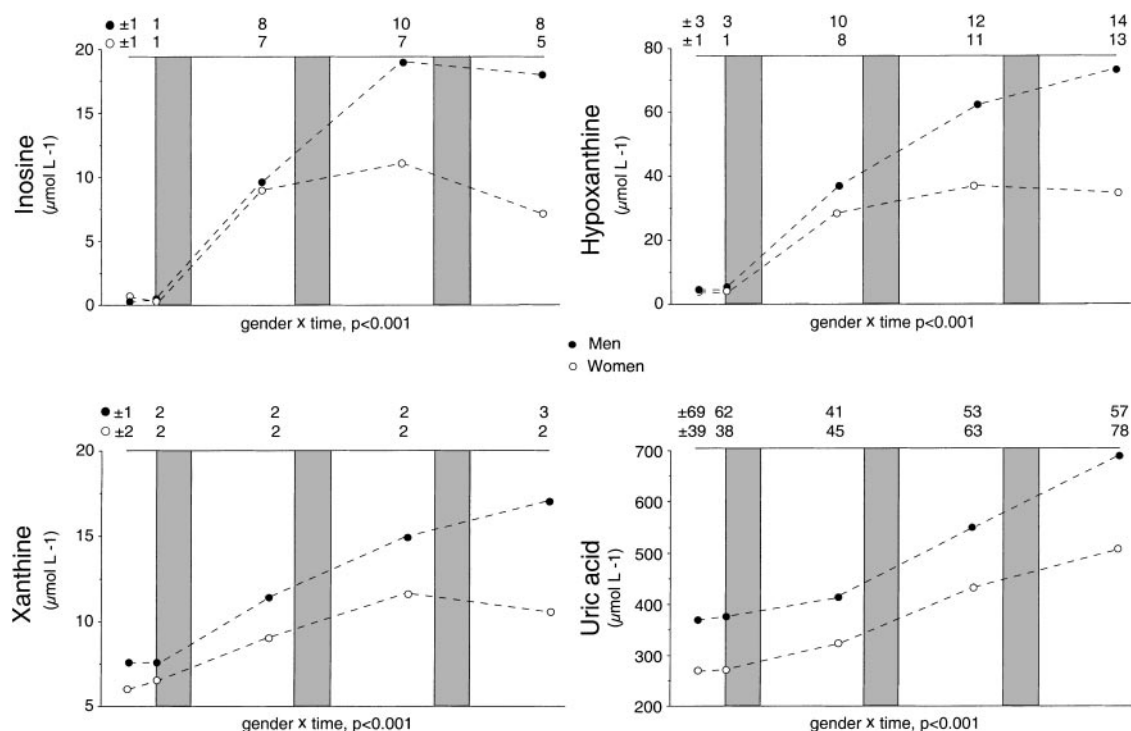 ● ±1 1 8 10 8
○ ±1 1 7 7 5
20
15
10
5
0
Inosine
(µmol L -1)
gender x time, p<0.001
± 3 3 10 12 14
± 1 1 8 11 13
80
60
40
20
0
Hypoxanthine
(µmol L -1)
gender x time p<0.001
● Men
○ Women
● ±1 2 2 2 3
○ ±2 2 2 2 2
20
15
10
5
Xanthine
(µmol L -1)
gender x time, p<0.001
±69 62 41 53 57
±39 38 45 63 78
700
600
500
400
300
200
Uric acid
(µmol L -1)
gender x time, p<0.001